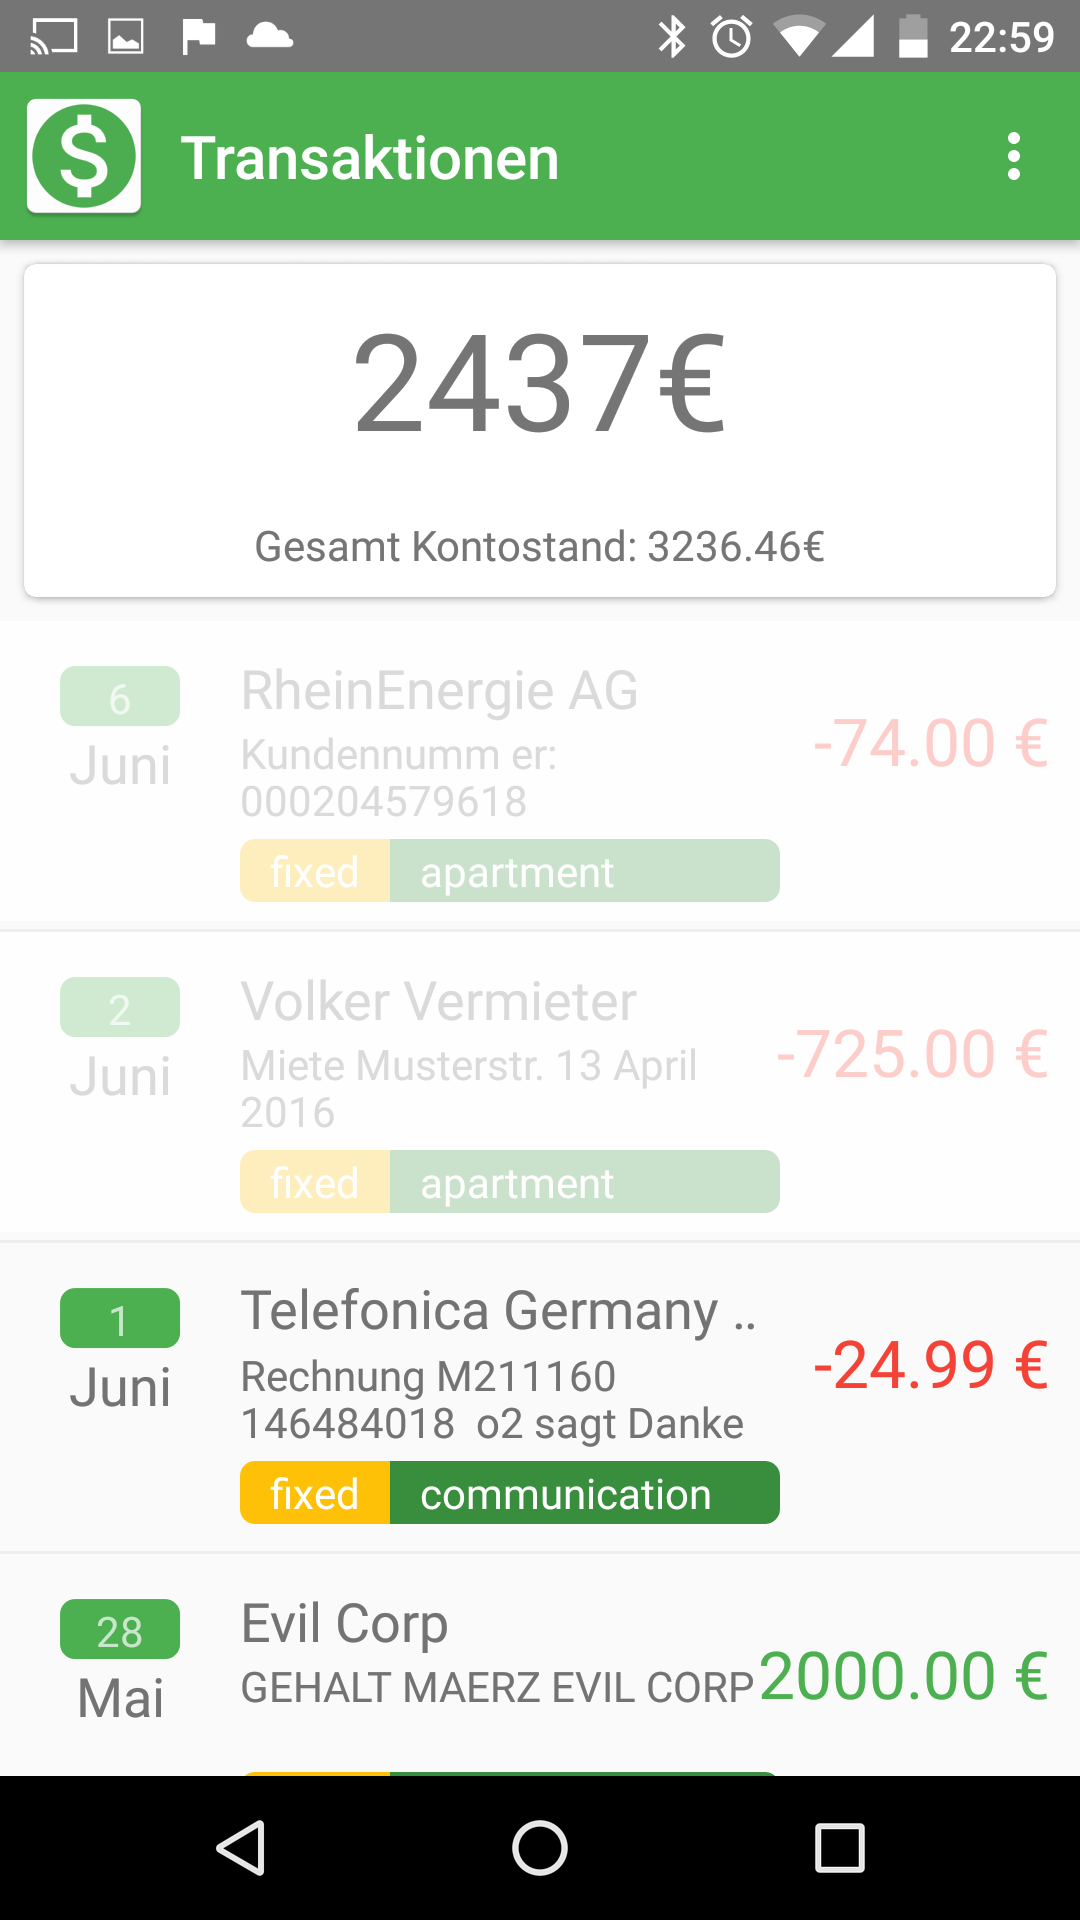 22:59
$ Transaktionen
2437€
Gesamt Kontostand: 3236.46€
6
Juni
RheinEnergie AG
Kundennumm er:
000204579618
-74.00 €
fixed apartment
2
Juni
Volker Vermieter
Miete Musterstr. 13 April
2016
-725.00 €
fixed apartment
1
Juni
Telefonica Germany ..
Rechnung M211160
146484018 o2 sagt Danke
-24.99 €
fixed communication
28
Mai
Evil Corp
GEHALT MAERZ EVIL CORP
2000.00 €